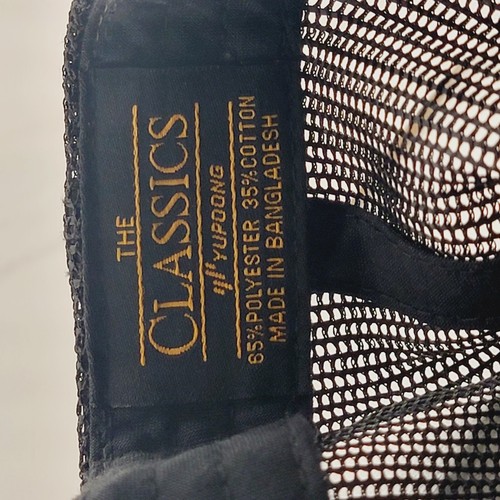 THE
CLASSICS
YUPOONG
65%POLYESTER 35%COTTON
MADE IN BANGLADESH